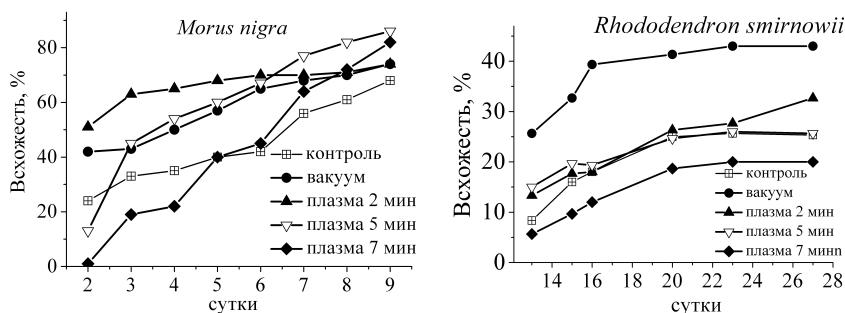 Morus nigra
Всхожесть, %
80
60
40
20
0
2 3 4 5 6 7 8 9
сутки
контроль
вакуум
плазма 2 мин
плазма 5 мин
плазма 7 мин
Rhododendron smirnowii
Всхожесть, %
40
30
20
10
0
14 16 18 20 22 24 26 28
сутки
контроль
вакуум
плазма 2 мин
плазма 5 мин
плазма 7 минn